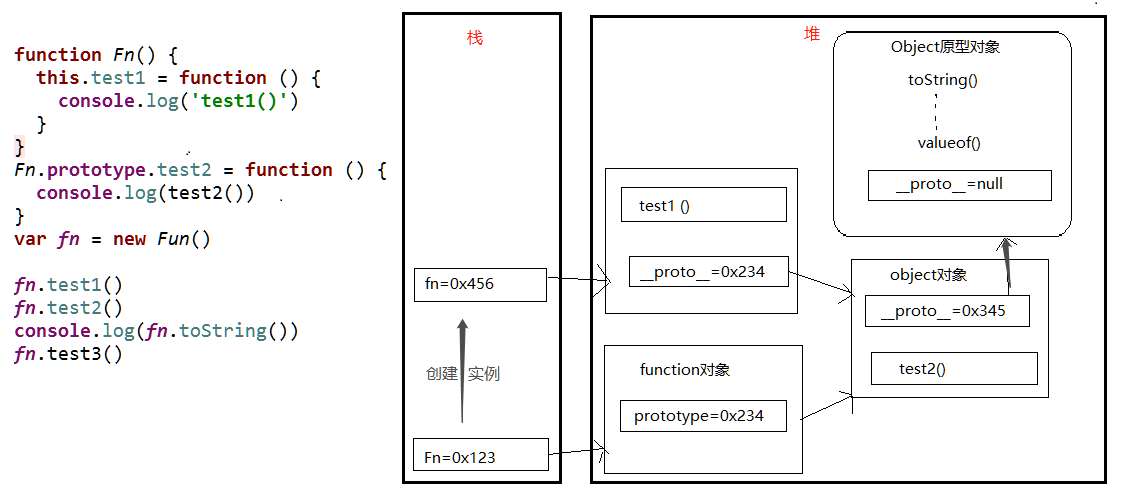 function Fn() {
  this.test1 = function () {
    console.log('test1()')
  }
}
Fn.prototype.test2 = function () {
  console.log(test2())
}
var fn = new Fun()
fn.test1()
fn.test2()
console.log(fn.toString())
fn.test3()
栈
fn=0x456
创建 实例
Fn=0x123
堆
test1 ()
__proto__=0x234
function对象
prototype=0x234
Object原型对象
toString()
valueof()
__proto__=null
object对象
__proto__=0x345
test2()